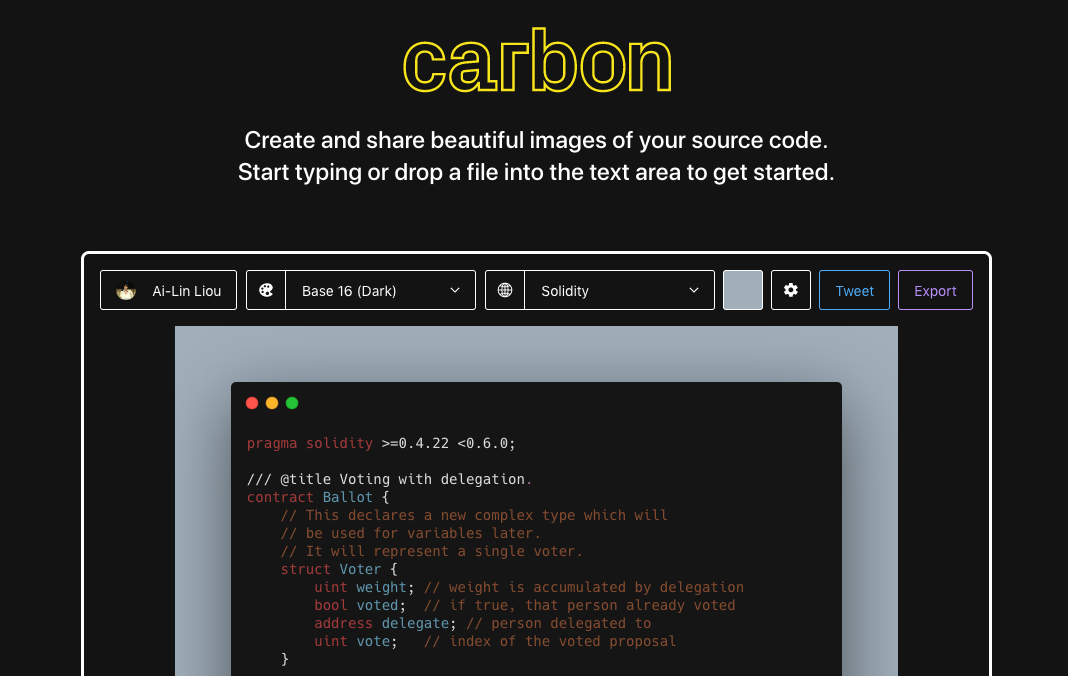 carbon
Create and share beautiful images of your source code.
Start typing or drop a file into the text area to get started.
Ai-Lin Liou
Base 16 (Dark)
Solidity
Tweet
Export
pragma solidity >=0.4.22 <0.6.0;
/// @title Voting with delegation.
contract Ballot {
    // This declares a new complex type which will
    // be used for variables later.
    // It will represent a single voter.
    struct Voter {
        uint weight; // weight is accumulated by delegation
        bool voted;  // if true, that person already voted
        address delegate; // person delegated to
        uint vote;   // index of the voted proposal
    }